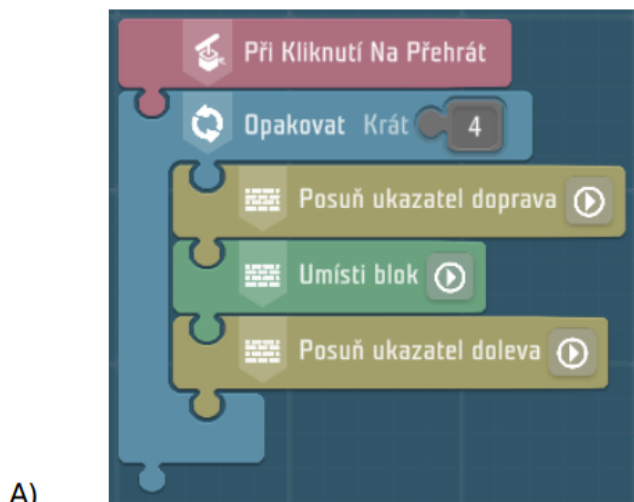 Při Kliknutí Na Přehrát
Opakovat Krát 4
Posuň ukazatel doprava
Umísti blok
Posuň ukazatel doleva
A)